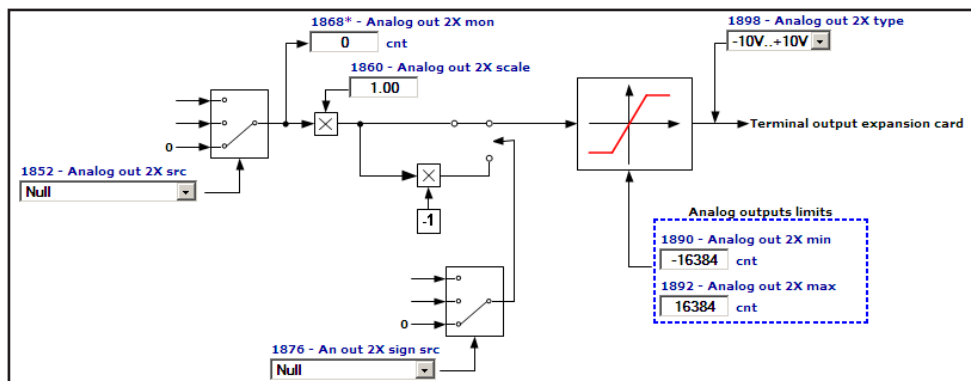 1868* - Analog out 2X mon
0 cnt
1898 - Analog out 2X type
-10V..+10V
1860 - Analog out 2X scale
1.00
0
Terminal output expansion card
1852 - Analog out 2X src
Null
-1
Analog outputs limits
1890 - Analog out 2X min
-16384 cnt
1892 - Analog out 2X max
16384 cnt
0
1876 - An out 2X sign src
Null